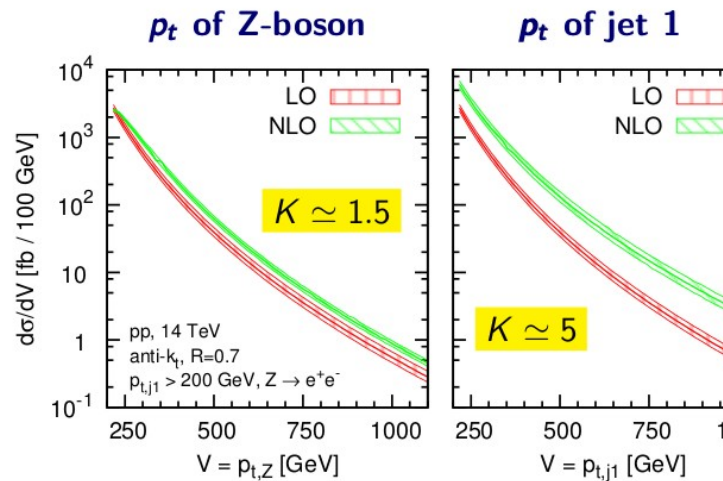 pt of Z-boson
pt of jet 1
dσ/dV [fb / 100 GeV]
10^4
10^3
10^2
10
1
10^-1
LO
NLO
K ≃ 1.5
pp, 14 TeV
anti-kt, R=0.7
pt,j1 > 200 GeV, Z → e+e-
250 500 750 1000
V = pt,Z [GeV]
LO
NLO
K ≃ 5
250 500 750 10
V = pt,j1 [GeV]